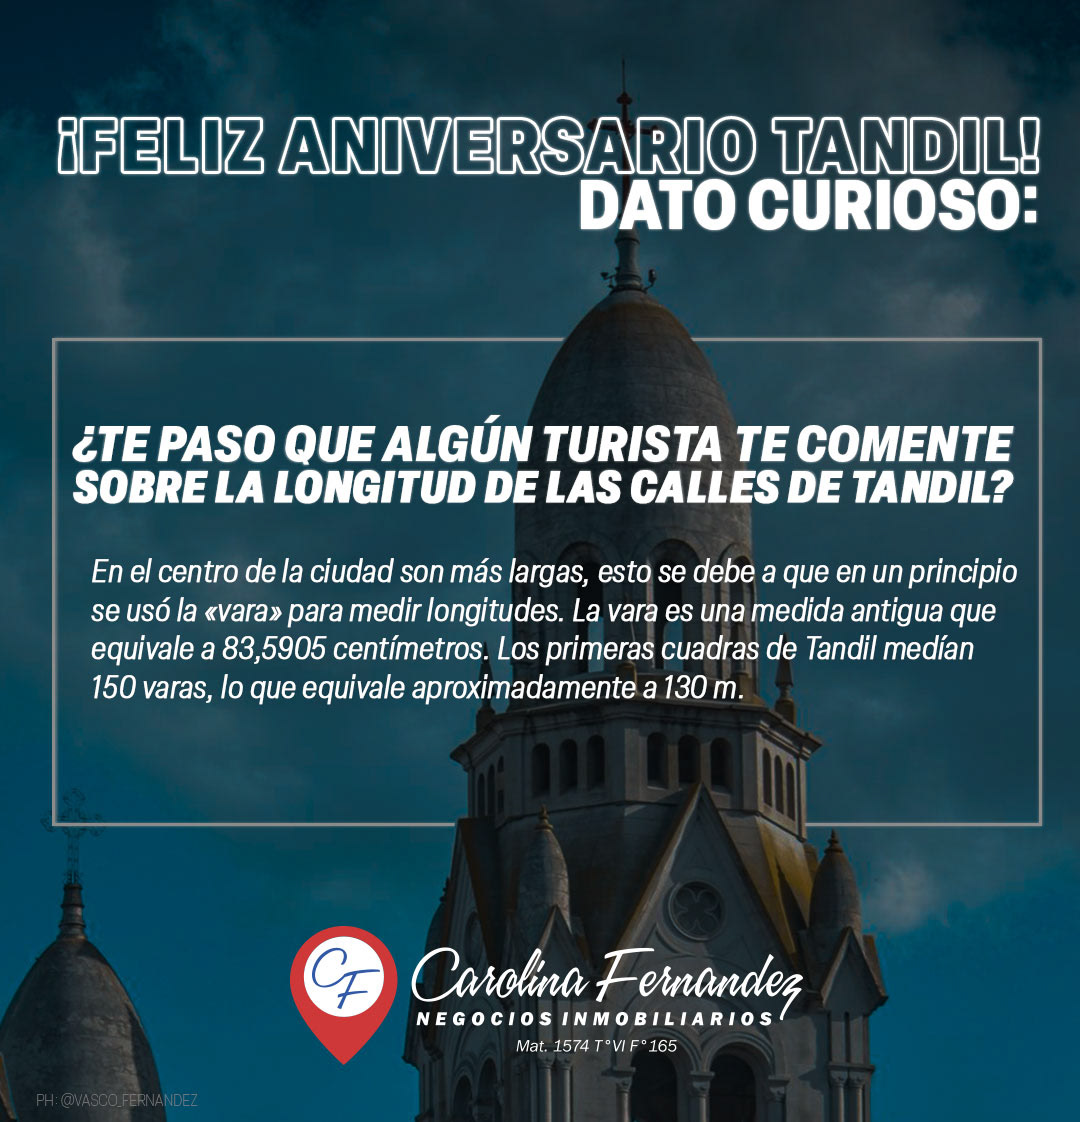 ¡FELIZ ANIVERSARIO TANDIL!
DATO CURIOSO:
¿TE PASO QUE ALGÚN TURISTA TE COMENTE
SOBRE LA LONGITUD DE LAS CALLES DE TANDIL?
En el centro de la ciudad son más largas, esto se debe a que en un principio
se usó la «vara» para medir longitudes. La vara es una medida antigua que
equivale a 83,5905 centímetros. Los primeras cuadras de Tandil medían
150 varas, lo que equivale aproximadamente a 130 m.
CF
Carolina Fernandez
NEGOCIOS INMOBILIARIOS
Mat. 1574 T°VI F°165
PH: @VASCO_FERNANDEZ